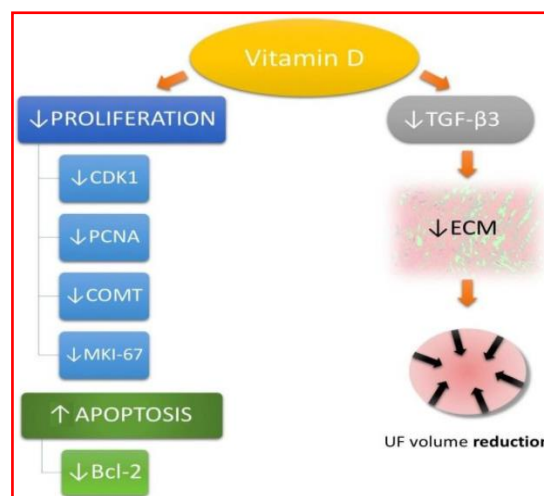 Vitamin D
↓PROLIFERATION
↓CDK1
↓PCNA
↓COMT
↓MKI-67
↑ APOPTOSIS
↓Bcl-2
↓TGF-β3
↓ECM
UF volume reduction